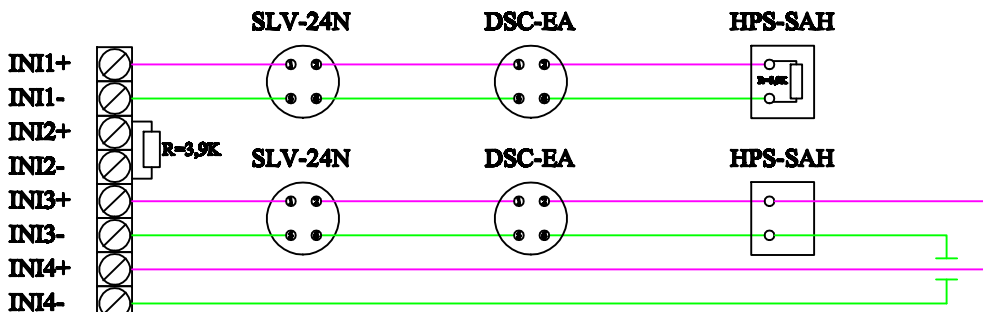 SLV-24N DSC-EA HPS-SAH
INI1+
INI1-
INI2+
R=3,9K
INI2-
SLV-24N DSC-EA HPS-SAH
INI3+
INI3-
INI4+
INI4-